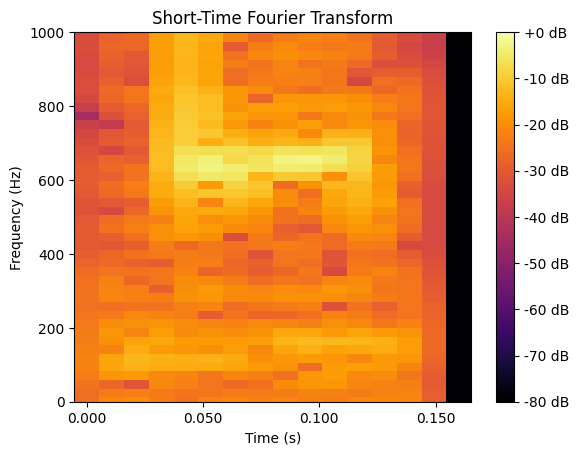 Short-Time Fourier Transform
1000
800
600
400
200
0
Frequency (Hz)
0.000
0.050
0.100
0.150
Time (s)
+0 dB
-10 dB
-20 dB
-30 dB
-40 dB
-50 dB
-60 dB
-70 dB
-80 dB